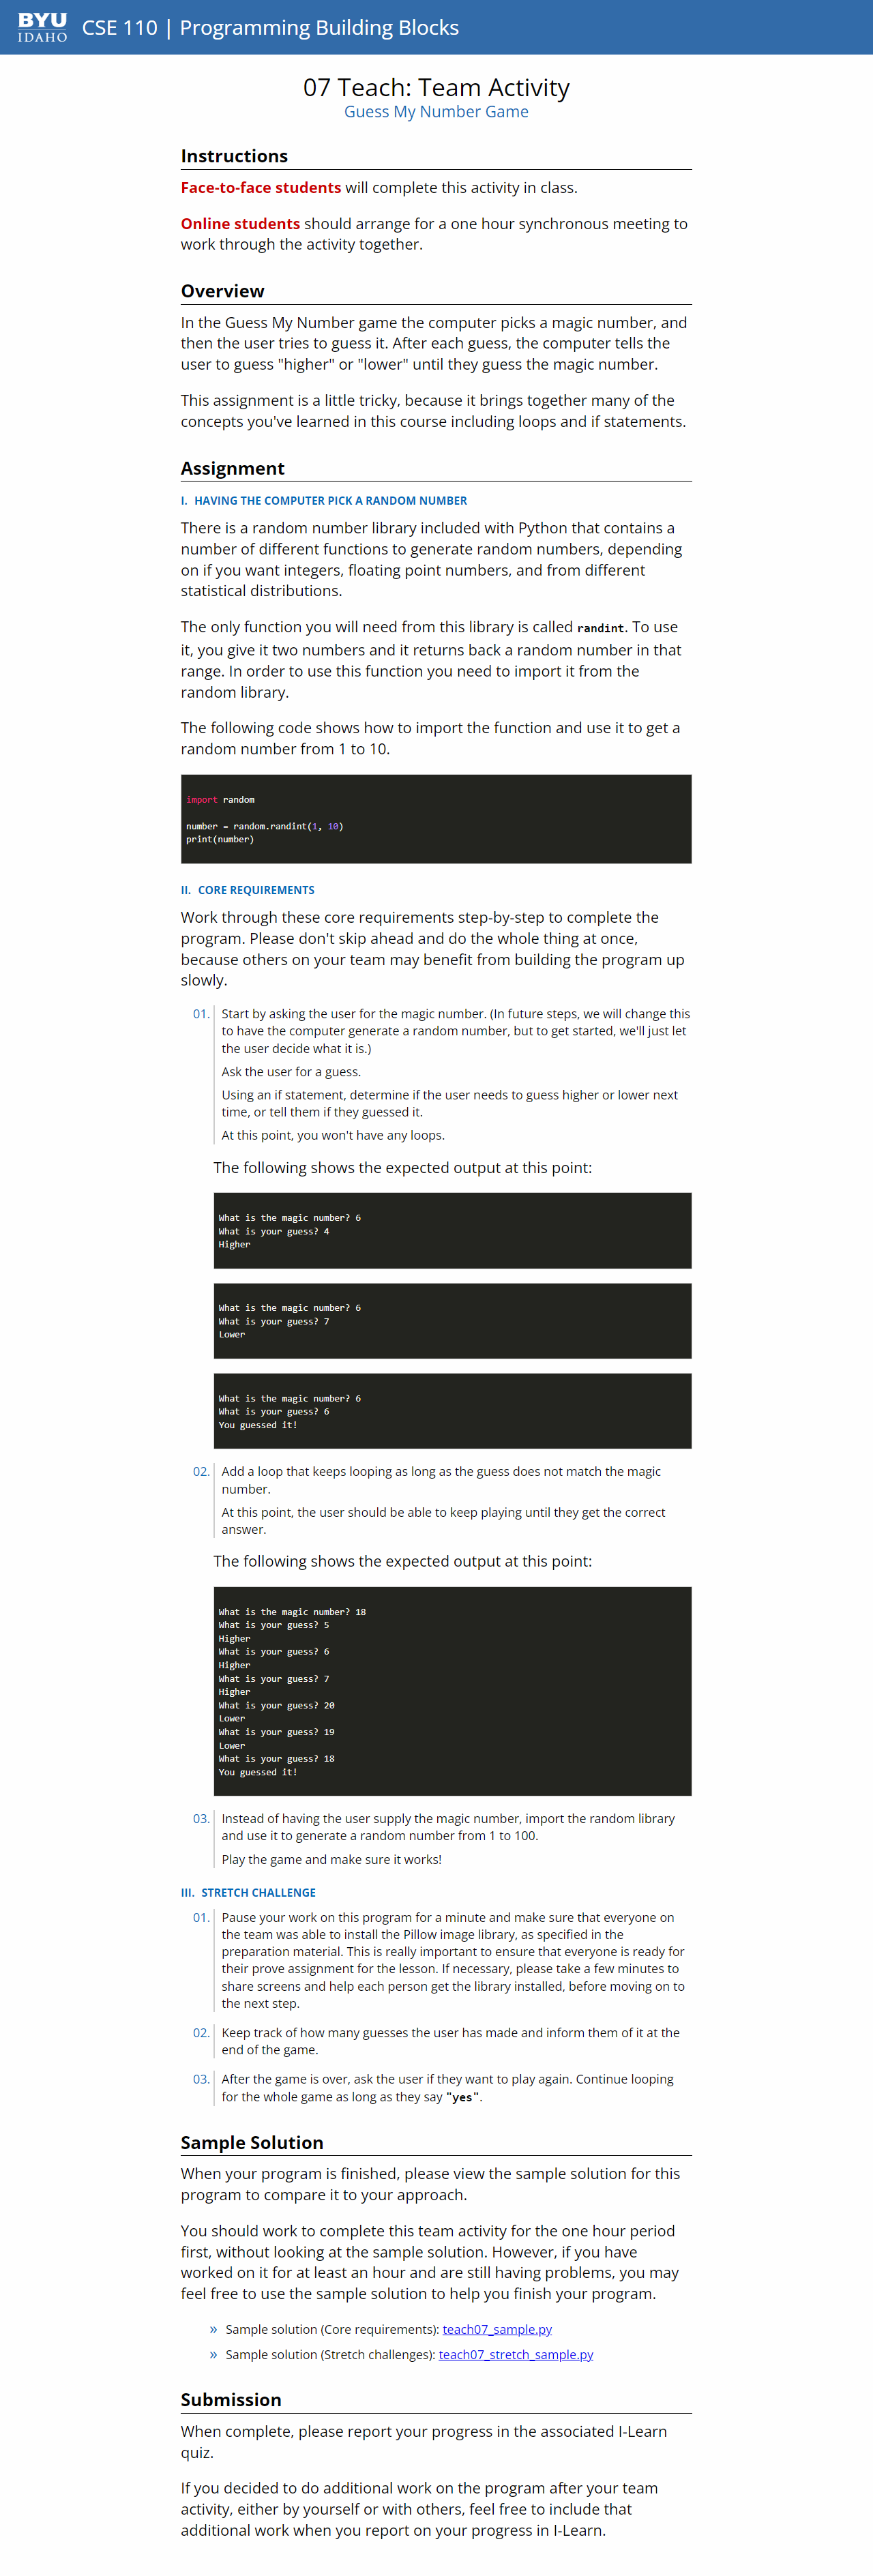 BYU
IDAHO
CSE 110 | Programming Building Blocks
07 Teach: Team Activity
Guess My Number Game
Instructions
Face-to-face students will complete this activity in class.
Online students should arrange for a one hour synchronous meeting to
work through the activity together.
Overview
In the Guess My Number game the computer picks a magic number, and
then the user tries to guess it. After each guess, the computer tells the
user to guess "higher" or "lower" until they guess the magic number.
This assignment is a little tricky, because it brings together many of the
concepts you've learned in this course including loops and if statements.
Assignment
I. HAVING THE COMPUTER PICK A RANDOM NUMBER
There is a random number library included with Python that contains a
number of different functions to generate random numbers, depending
on if you want integers, floating point numbers, and from different
statistical distributions.
The only function you will need from this library is called randint. To use
it, you give it two numbers and it returns back a random number in that
range. In order to use this function you need to import it from the
random library.
The following code shows how to import the function and use it to get a
random number from 1 to 10.
import random
number = random.randint(1, 10)
print(number)
II. CORE REQUIREMENTS
Work through these core requirements step-by-step to complete the
program. Please don't skip ahead and do the whole thing at once,
because others on your team may benefit from building the program up
slowly.
01. Start by asking the user for the magic number. (In future steps, we will change this
to have the computer generate a random number, but to get started, we'll just let
the user decide what it is.)
Ask the user for a guess.
Using an if statement, determine if the user needs to guess higher or lower next
time, or tell them if they guessed it.
At this point, you won't have any loops.
The following shows the expected output at this point:
What is the magic number? 6
What is your guess? 4
Higher
What is the magic number? 6
What is your guess? 7
Lower
What is the magic number? 6
What is your guess? 6
You guessed it!
02. Add a loop that keeps looping as long as the guess does not match the magic
number.
At this point, the user should be able to keep playing until they get the correct
answer.
The following shows the expected output at this point:
What is the magic number? 18
What is your guess? 5
Higher
What is your guess? 6
Higher
What is your guess? 7
Higher
What is your guess? 20
Lower
What is your guess? 19
Lower
What is your guess? 18
You guessed it!
03. Instead of having the user supply the magic number, import the random library
and use it to generate a random number from 1 to 100.
Play the game and make sure it works!
III. STRETCH CHALLENGE
01. Pause your work on this program for a minute and make sure that everyone on
the team was able to install the Pillow image library, as specified in the
preparation material. This is really important to ensure that everyone is ready for
their prove assignment for the lesson. If necessary, please take a few minutes to
share screens and help each person get the library installed, before moving on to
the next step.
02. Keep track of how many guesses the user has made and inform them of it at the
end of the game.
03. After the game is over, ask the user if they want to play again. Continue looping
for the whole game as long as they say "yes".
Sample Solution
When your program is finished, please view the sample solution for this
program to compare it to your approach.
You should work to complete this team activity for the one hour period
first, without looking at the sample solution. However, if you have
worked on it for at least an hour and are still having problems, you may
feel free to use the sample solution to help you finish your program.
» Sample solution (Core requirements): teach07_sample.py
» Sample solution (Stretch challenges): teach07_stretch_sample.py
Submission
When complete, please report your progress in the associated I-Learn
quiz.
If you decided to do additional work on the program after your team
activity, either by yourself or with others, feel free to include that
additional work when you report on your progress in I-Learn.